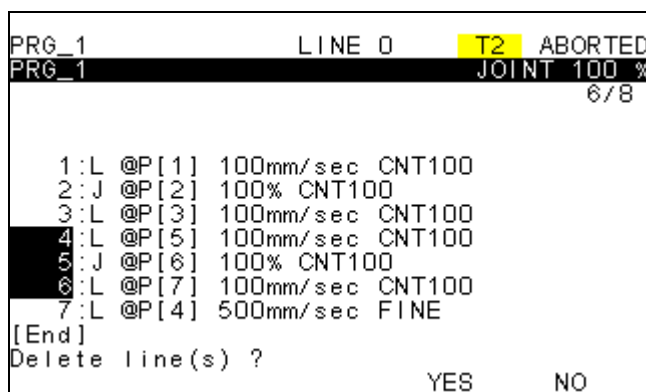 PRG_1 LINE 0 T2 ABORTED
PRG_1 JOINT 100 %
6/8
1:L @P[1] 100mm/sec CNT100
2:J @P[2] 100% CNT100
3:L @P[3] 100mm/sec CNT100
4:L @P[5] 100mm/sec CNT100
5:J @P[6] 100% CNT100
6:L @P[7] 100mm/sec CNT100
7:L @P[4] 500mm/sec FINE
[End]
Delete line(s) ?
YES NO